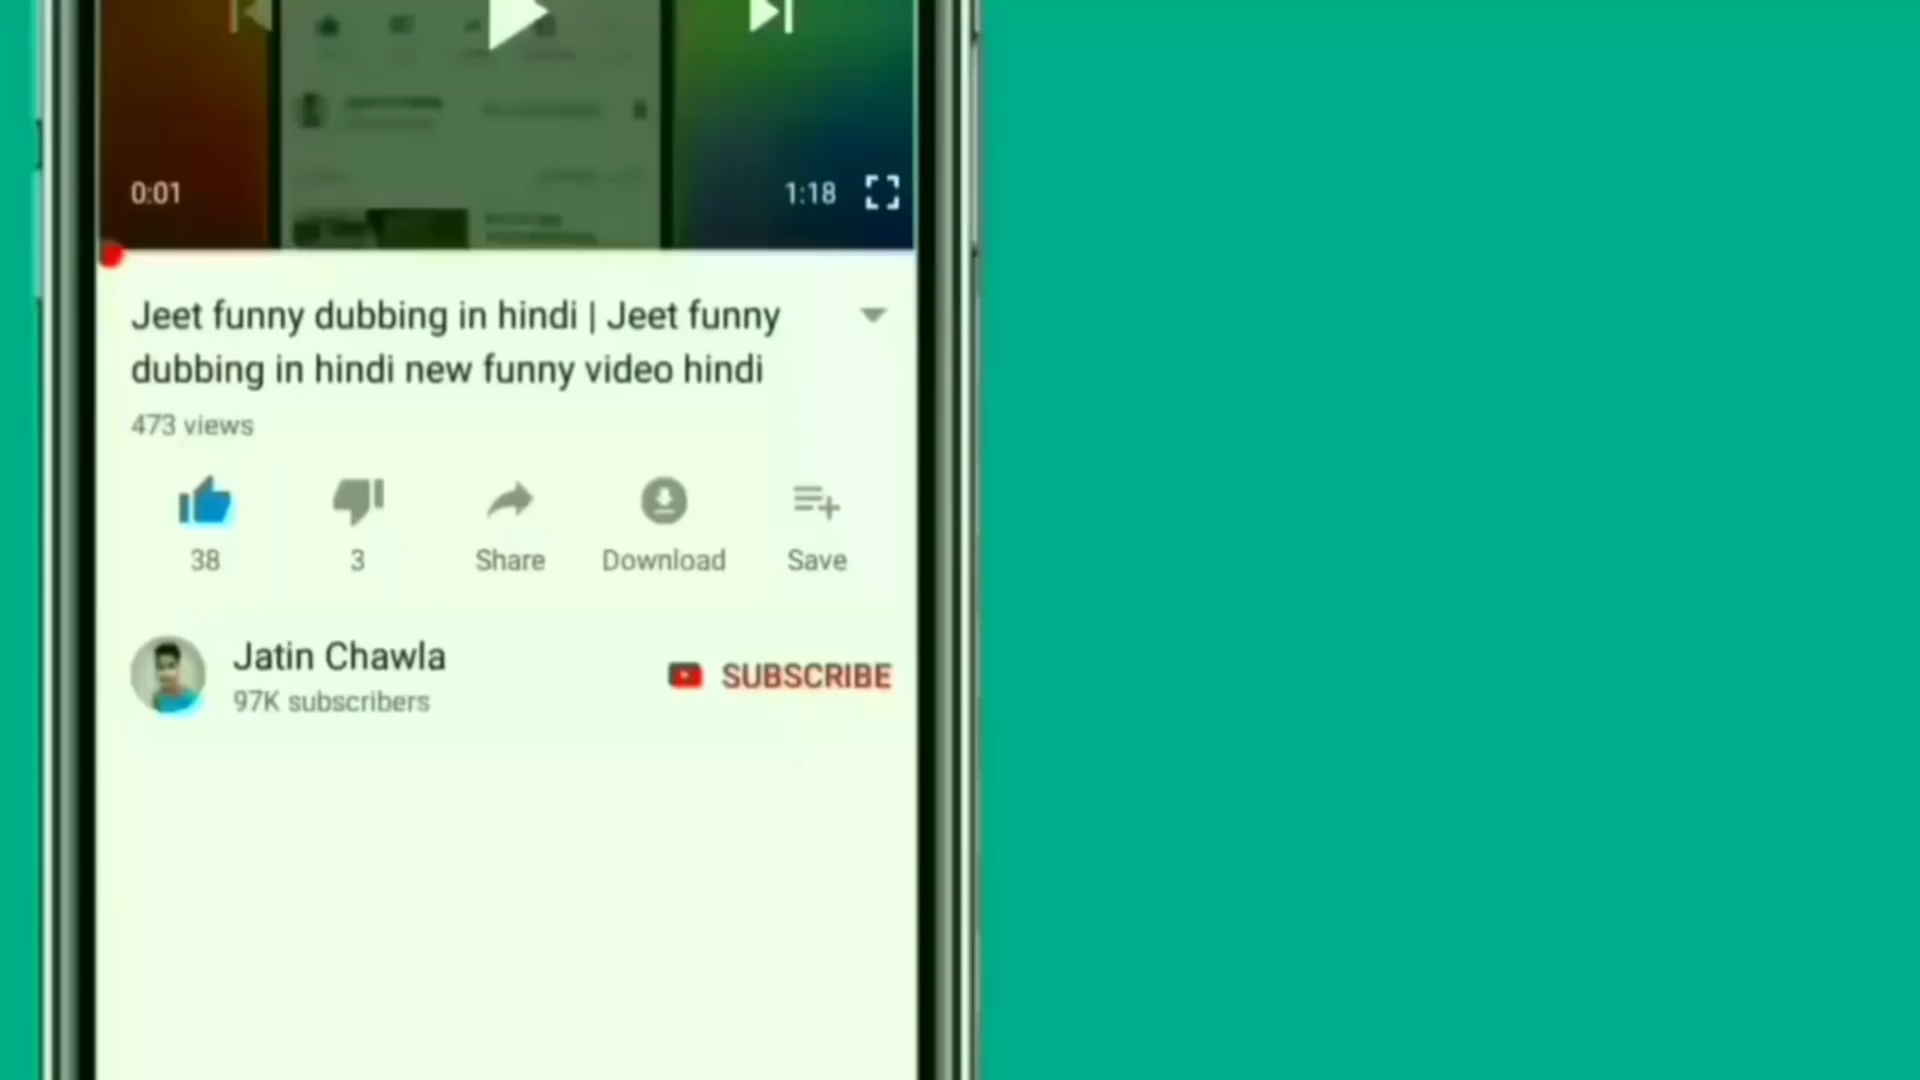 0:01
1:18
Jeet funny dubbing in hindi | Jeet funny
dubbing in hindi new funny video hindi
473 views
38
3
Share
Download
Save
Jatin Chawla
97K subscribers
SUBSCRIBE